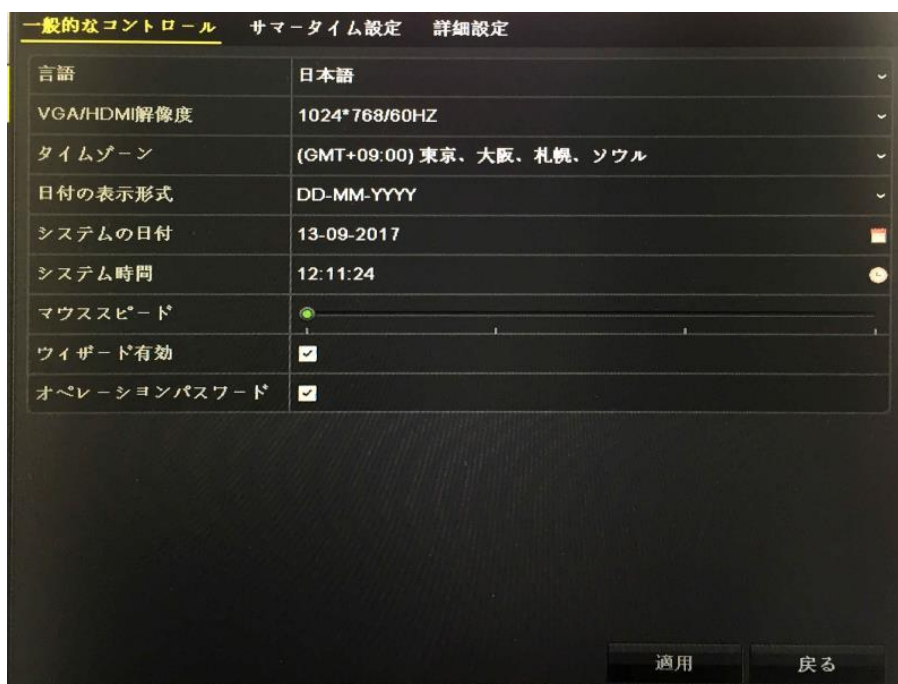 一般的なコントロール サマータイム設定 詳細設定
言語 日本語
VGA/HDMI解像度 1024*768/60HZ
タイムゾーン (GMT+09:00) 東京、大阪、札幌、ソウル
日付の表示形式 DD-MM-YYYY
システムの日付 13-09-2017
システム時間 12:11:24
マウススピード
ウィザード有効
オペレーションパスワード
適用 戻る